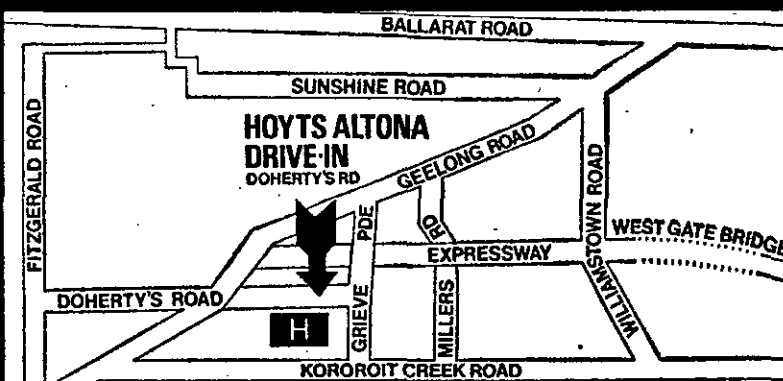 BALLARAT ROAD
SUNSHINE ROAD
HOYTS ALTONA
DRIVE-IN
DOHERTY'S RD
GEELONG ROAD
FITZGERALD ROAD
PDE
RD
WILLIAMSTOWN ROAD
WEST GATE BRIDGE
EXPRESSWAY
DOHERTY'S ROAD
GRIEVE
MILLERS
H
KOROROIT CREEK ROAD